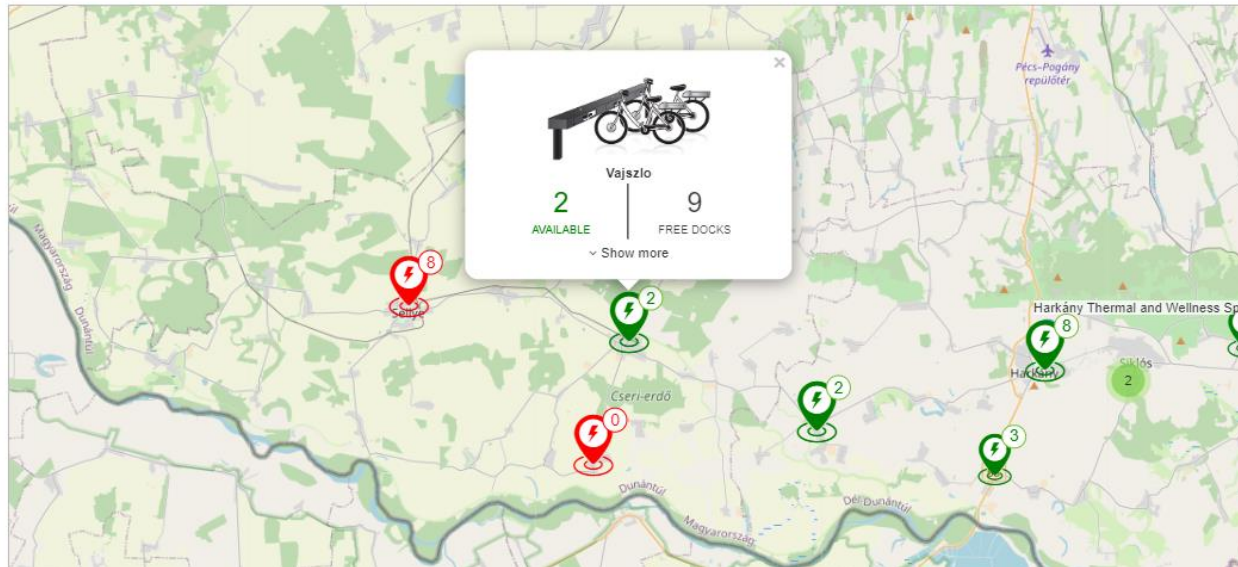 Pécs-Pogány
repülőtér
×
Vajszlo
2
AVAILABLE
9
FREE DOCKS
Show more
Magyarország
Dunántúl
8
Sellye
2
Harkány Thermal and Wellness Sp
8
Harkány
Siklós
2
Cseri-erdő
2
0
3
Dunántúl
Magyarország
Dél-Dunántúl